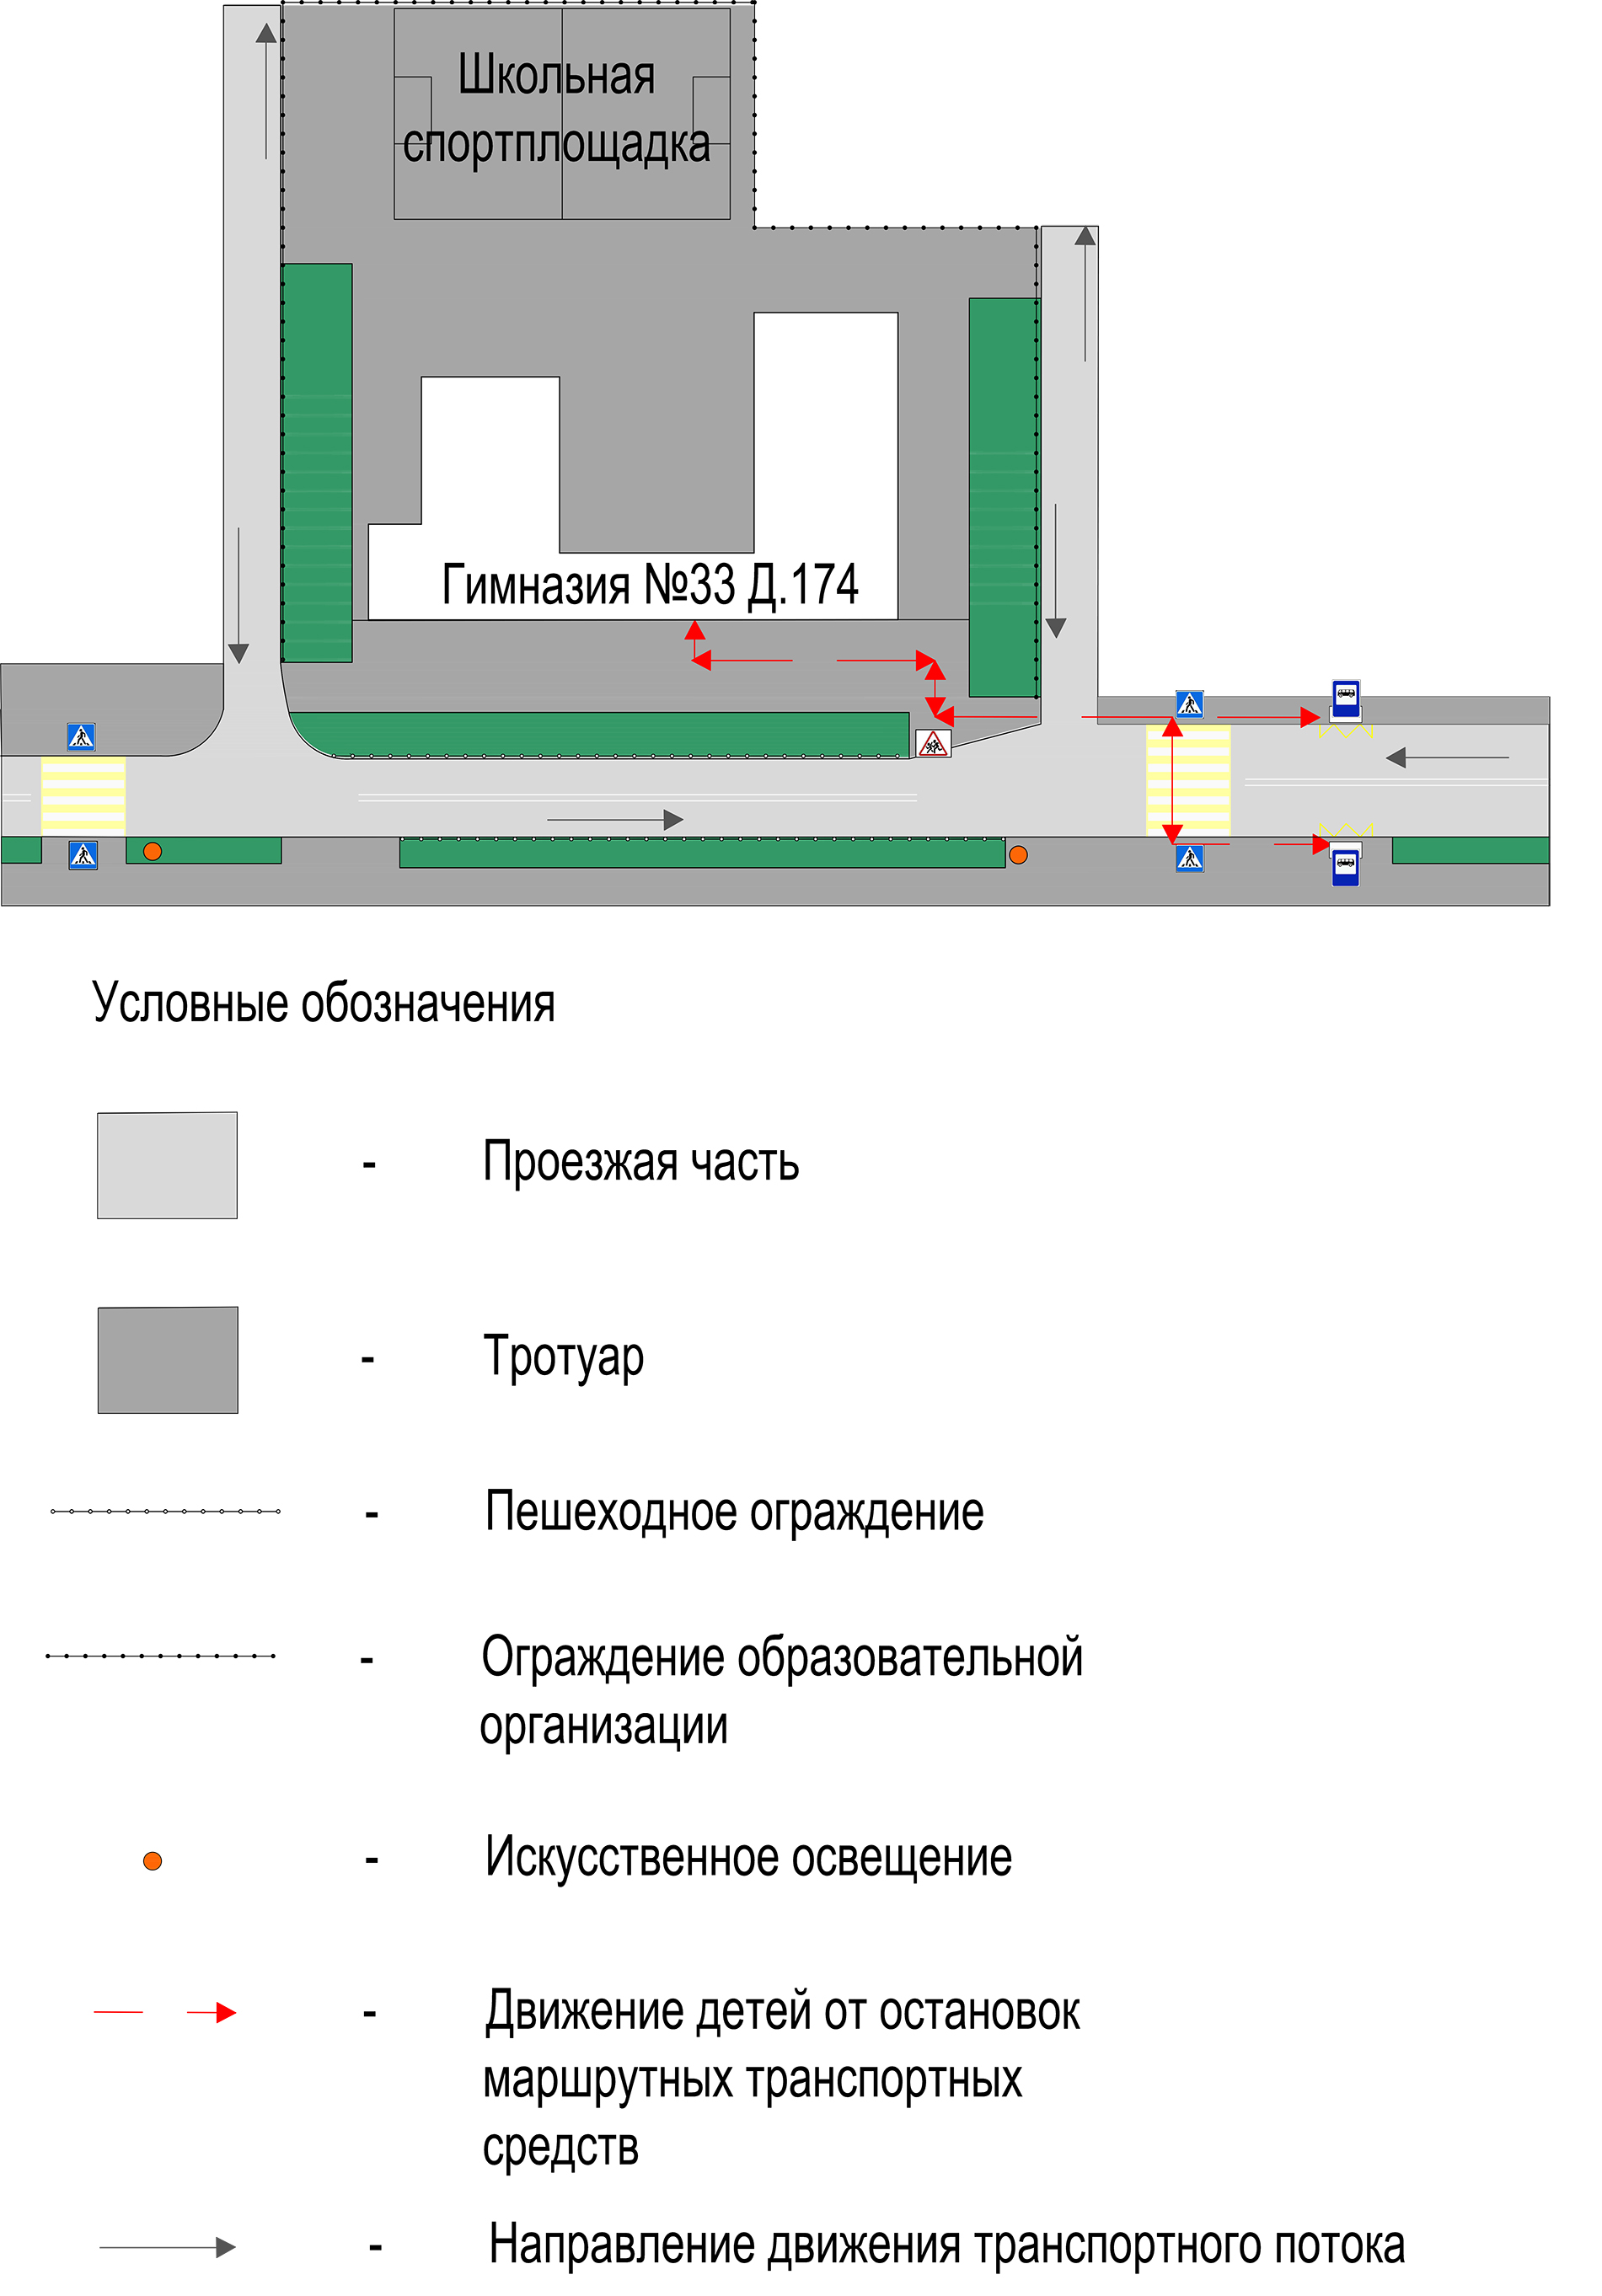 Школьная
спортплощадка
Гимназия №33 Д.174
Условные обозначения
- Проезжая часть
- Тротуар
- Пешеходное ограждение
- Ограждение образовательной
организации
- Искусственное освещение
- Движение детей от остановок
маршрутных транспортных
средств
- Направление движения транспортного потока